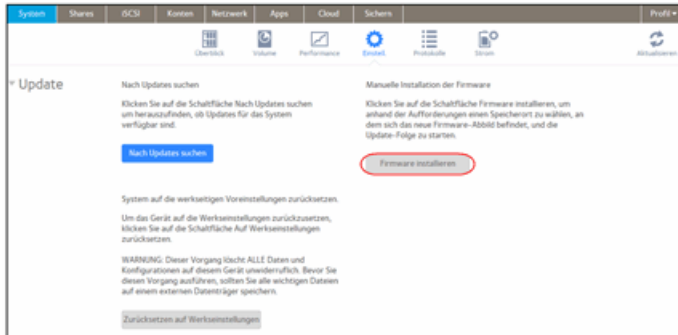 System Shares iSCSI Konten Netzwerk Apps Cloud Sichern Profil
Überblick Volume Performance Einstel. Protokolle Strom Aktualisieren
Update
Nach Updates suchen
Klicken Sie auf die Schaltfläche Nach Updates suchen
um herauszufinden, ob Updates für das System
verfügbar sind.
Nach Updates suchen
Manuelle Installation der Firmware
Klicken Sie auf die Schaltfläche Firmware installieren, um
anhand der Aufforderungen einen Speicherort zu wählen, an
dem sich das neue Firmware-Abbild befindet, und die
Update-Folge zu starten.
Firmware installieren
System auf die werkseitigen Voreinstellungen zurücksetzen.
Um das Gerät auf die Werkseinstellungen zurückzusetzen,
klicken Sie auf die Schaltfläche Auf Werkseinstellungen
zurücksetzen.
WARNUNG: Dieser Vorgang löscht ALLE Daten und
Konfigurationen auf diesem Gerät unwiderruflich. Bevor Sie
diesen Vorgang ausführen, sollten Sie alle wichtigen Dateien
auf einem externen Datenträger speichern.
Zurücksetzen auf Werkseinstellungen